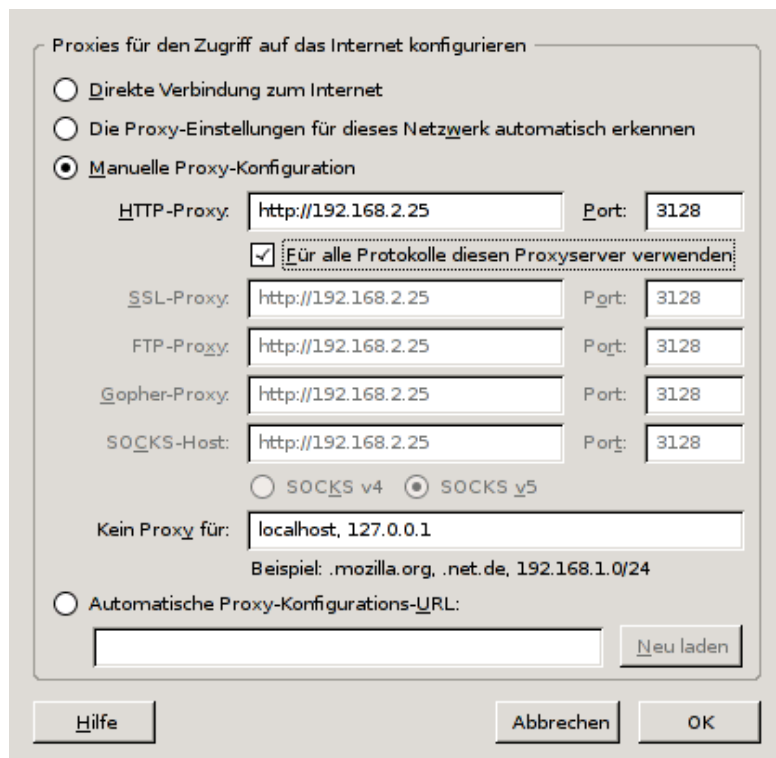 Proxies für den Zugriff auf das Internet konfigurieren
Direkte Verbindung zum Internet
Die Proxy-Einstellungen für dieses Netzwerk automatisch erkennen
Manuelle Proxy-Konfiguration
HTTP-Proxy: http://192.168.2.25 Port: 3128
Für alle Protokolle diesen Proxyserver verwenden
SSL-Proxy: http://192.168.2.25 Port: 3128
FTP-Proxy: http://192.168.2.25 Port: 3128
Gopher-Proxy: http://192.168.2.25 Port: 3128
SOCKS-Host: http://192.168.2.25 Port: 3128
SOCKS v4 SOCKS v5
Kein Proxy für: localhost, 127.0.0.1
Beispiel: .mozilla.org, .net.de, 192.168.1.0/24
Automatische Proxy-Konfigurations-URL:
Neu laden
Hilfe Abbrechen OK